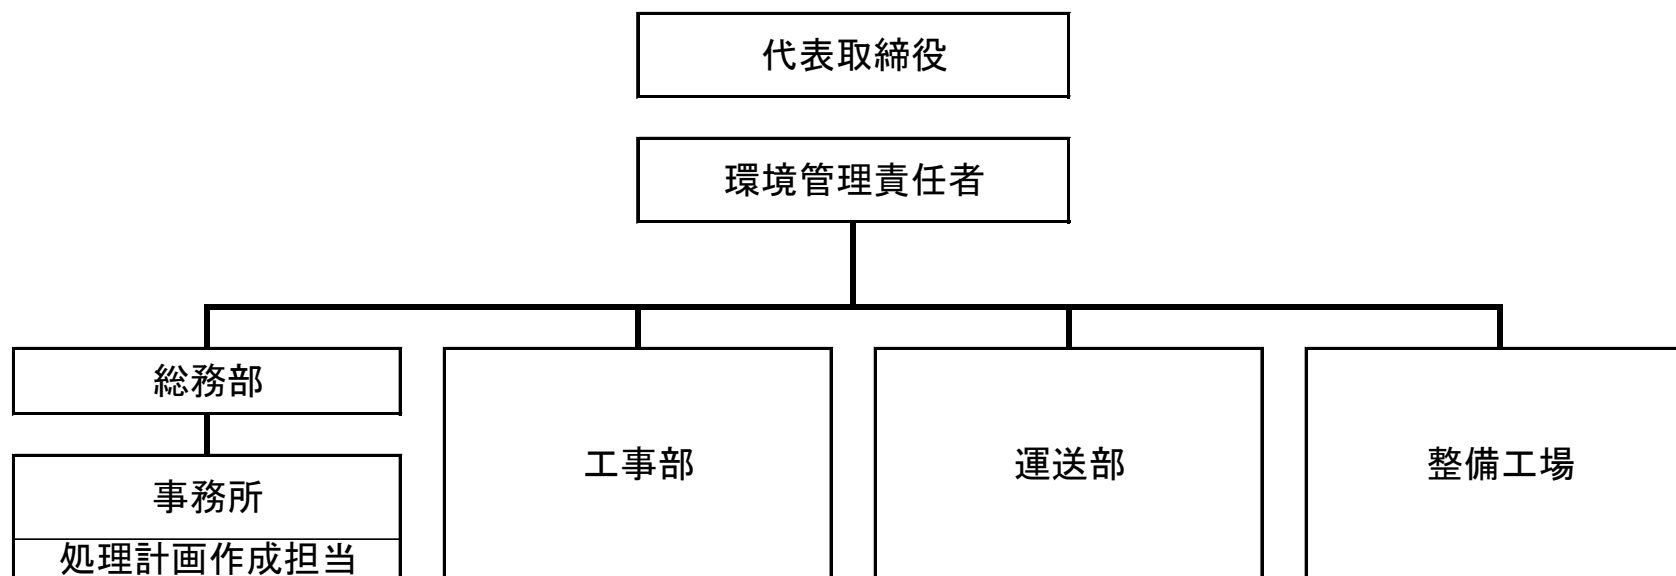 代表取締役
環境管理責任者
総務部
工事部
運送部
整備工場
事務所
処理計画作成担当